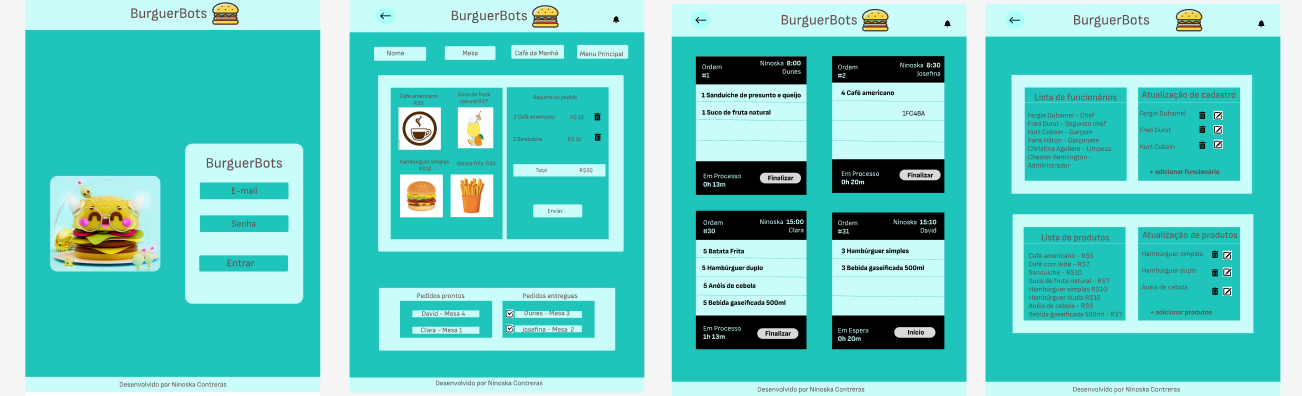 BurguerBots
BurguerBots
E-mail
Senha
Entrar
Desenvolvido por Ninoska Contreras
BurguerBots
Nome
Mesa
Café da Manhã
Menu Principal
Café americano
R$5
Suco de fruta
natural R$7
Hambúrguer simples
R$10
Batata frita R$5
Resumo do pedido
2 Café americano R$ 10
1 Sanduíche R$ 10
Total R$30
Enviar
Pedidos prontos
David - Mesa 4
Clara - Mesa 1
Pedidos entregues
Dunes - Mesa 3
Josefina - Mesa 2
Desenvolvido por Ninoska Contreras
BurguerBots
Ordem
#1
Ninoska 8:00
Dunes
1 Sanduiche de presunto e queijo
1 Suco de fruta natural
Em Processo
0h 13m
Finalizar
Ordem
#2
Ninoska 8:30
Josefina
4 Café americano
1FC4BA
Em Processo
0h 20m
Finalizar
Ordem
#30
Ninoska 15:00
Clara
5 Batata Frita
5 Hambúrguer duplo
5 Anéis de cebola
5 Bebida gaseificada 500ml
Em Processo
1h 13m
Finalizar
Ordem
#31
Ninoska 15:10
David
3 Hambúrguer simples
3 Bebida gaseificada 500ml
Em Espera
0h 20m
Início
Desenvolvido por Ninoska Contreras
BurguerBots
Lista de funcionários
Fergie Duhamel - Chef
Fred Durst - Segundo chef
Kurt Cobain - Garçom
Paris Hilton - Garçonete
Christina Aguilera - Limpeza
Chester Bennington -
Administrador
Atualização de cadastro
Fergie Duhamel
Fred Durst
Kurt Cobain
+ adicionar funcionário
Lista de produtos
Café americano - R$5
Café com leite - R$7
Sanduíche - R$10
Suco de fruta natural - R$7
Hambúrguer simples R$10
Hambúrguer duplo R$15
Anéis de cebola - R$5
Bebida gaseificada 500ml - R$7
Atualização de produtos
Hambúrguer simples
Hambúrguer duplo
Anéis de cebola
+ adicionar produtos
Desenvolvido por Ninoska Contreras